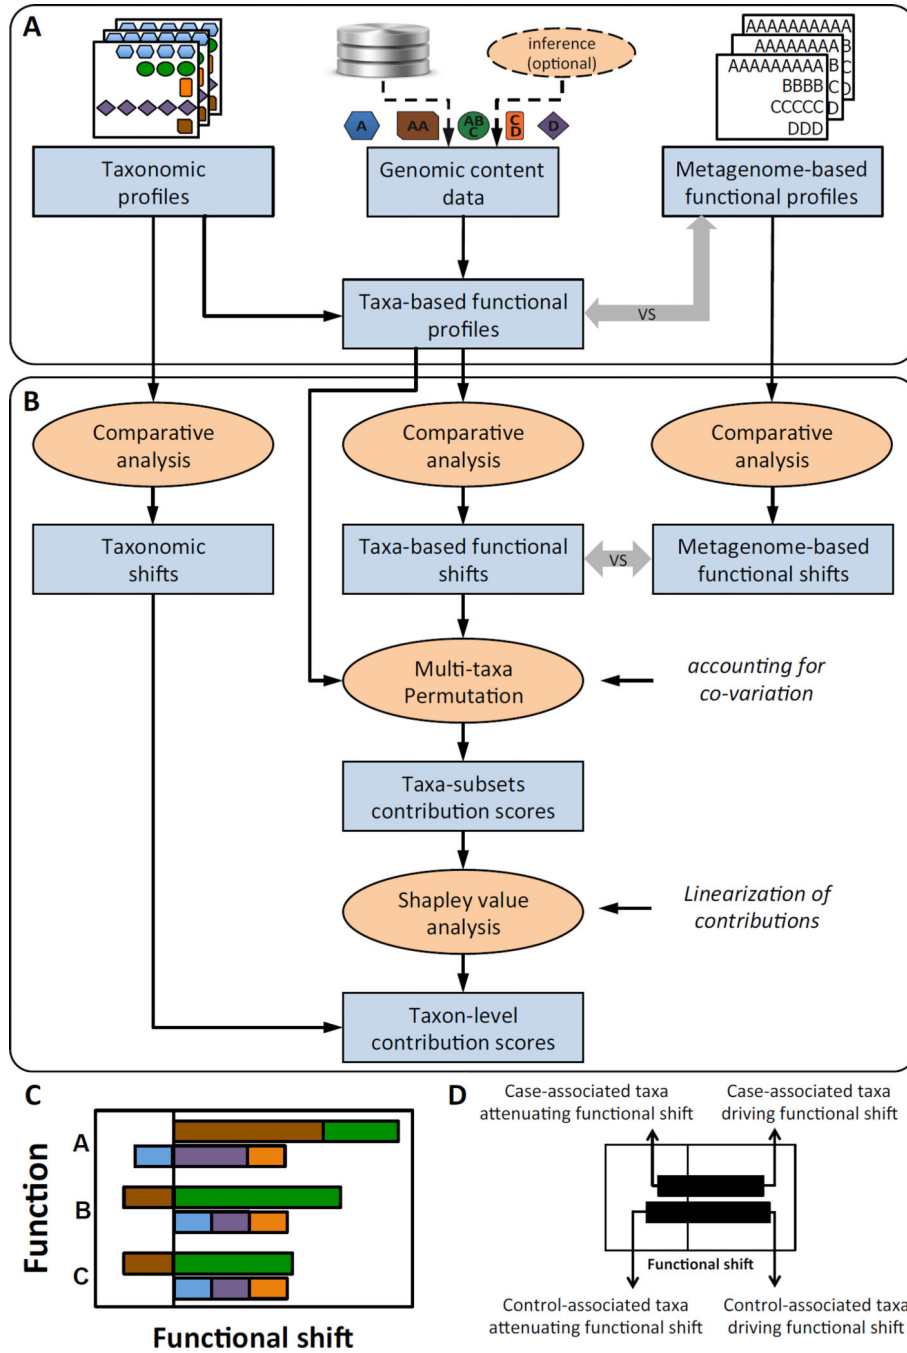 A
inference
(optional)
A
AA
AB
C
C
D
D
AAAAAAAAAA
AAAAAAAA
B
AAAAAAAAA
B
C
BBBB
C
D
CCCCC
D
DDD
Taxonomic
profiles
Genomic content
data
Metagenome-based
functional profiles
Taxa-based functional
profiles
VS
B
Comparative
analysis
Comparative
analysis
Comparative
analysis
Taxonomic
shifts
Taxa-based functional
shifts
VS
Metagenome-based
functional shifts
Multi-taxa
Permutation
accounting for
co-variation
Taxa-subsets
contribution scores
Shapley value
analysis
Linearization of
contributions
Taxon-level
contribution scores
C
Function
A
B
C
Functional shift
D
Case-associated taxa
attenuating functional shift
Case-associated taxa
driving functional shift
Functional shift
Control-associated taxa
attenuating functional shift
Control-associated taxa
driving functional shift